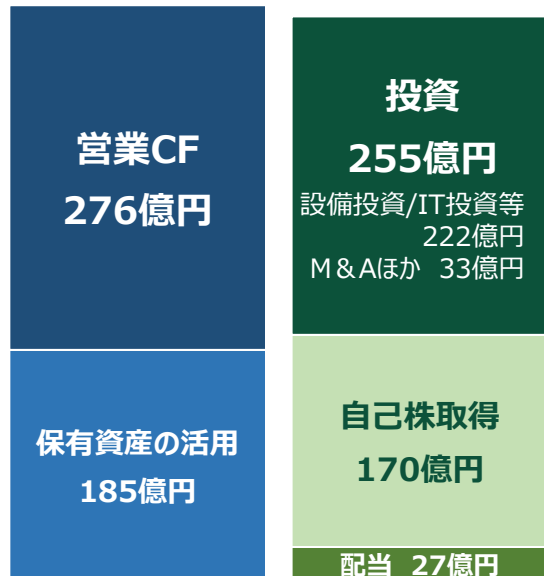 営業CF
276億円
保有資産の活用
185億円
投資
255億円
設備投資/IT投資等
222億円
M&Aほか 33億円
自己株取得
170億円
配当 27億円